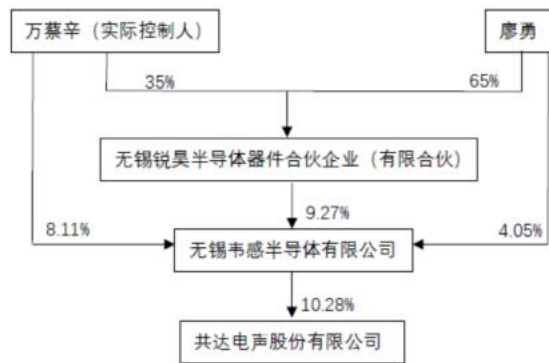 万蔡辛（实际控制人）
廖勇
35%
65%
无锡锐昊半导体器件合伙企业（有限合伙）
9.27%
8.11%
4.05%
无锡韦感半导体有限公司
10.28%
共达电声股份有限公司